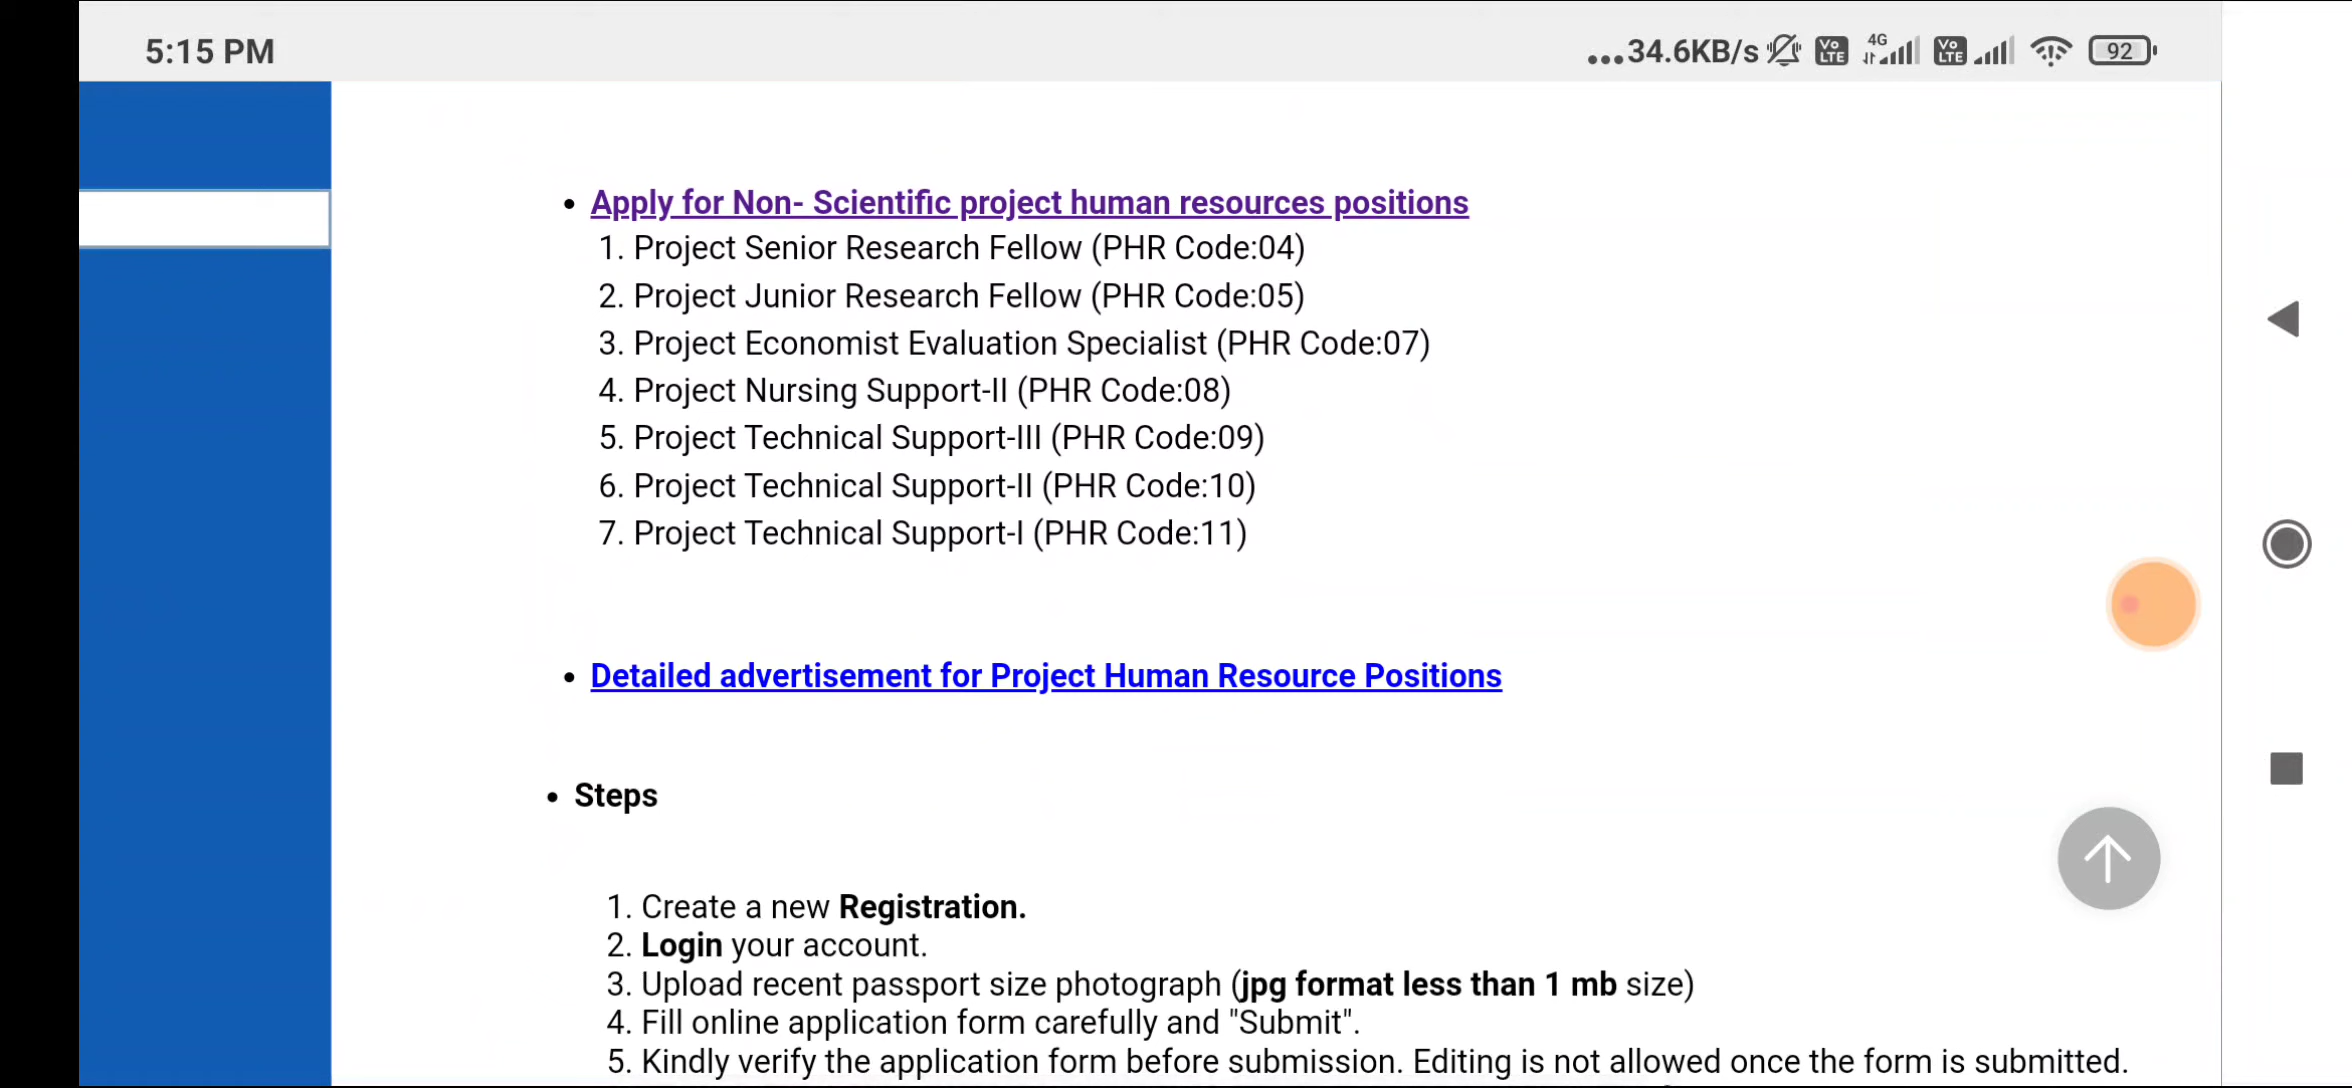 5:15 PM
...34.6KB/s Vo LTE 4G Vo LTE 92
• Apply for Non- Scientific project human resources positions
1. Project Senior Research Fellow (PHR Code:04)
2. Project Junior Research Fellow (PHR Code:05)
3. Project Economist Evaluation Specialist (PHR Code:07)
4. Project Nursing Support-II (PHR Code:08)
5. Project Technical Support-III (PHR Code:09)
6. Project Technical Support-II (PHR Code:10)
7. Project Technical Support-I (PHR Code:11)
• Detailed advertisement for Project Human Resource Positions
• Steps
1. Create a new Registration.
2. Login your account.
3. Upload recent passport size photograph (jpg format less than 1 mb size)
4. Fill online application form carefully and "Submit".
5. Kindly verify the application form before submission. Editing is not allowed once the form is submitted.